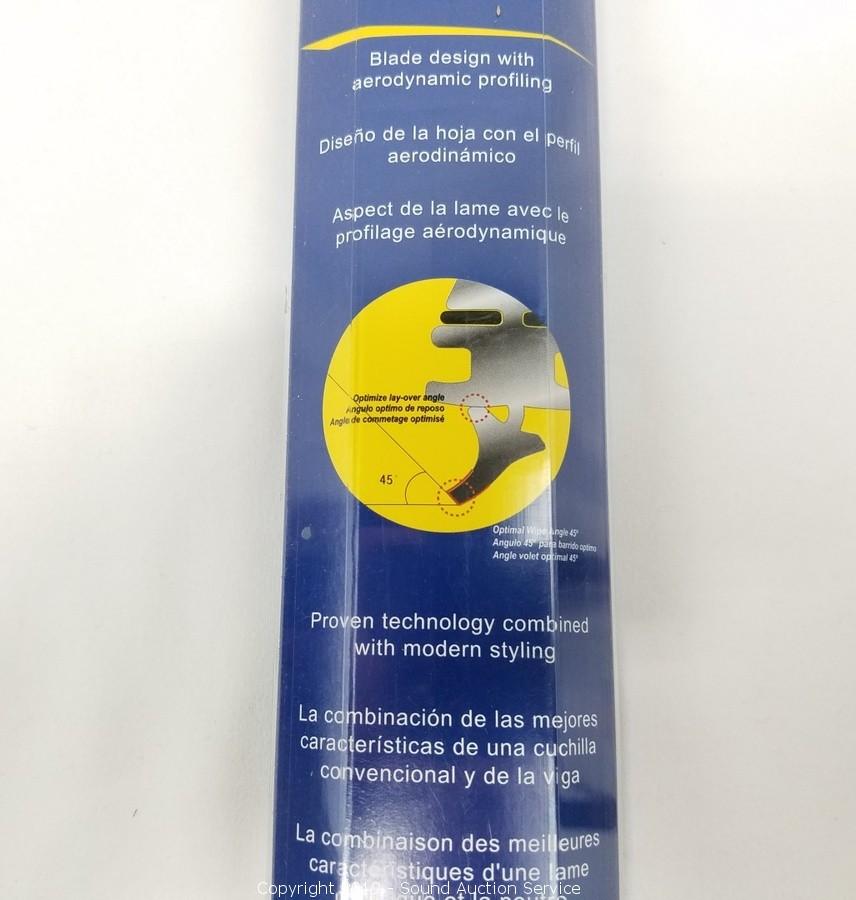 Blade design with
aerodynamic profiling
Diseño de la hoja con el perfil
aerodinámico
Aspect de la lame avec le
profilage aérodynamique
Optimize lay-over angle
Angulo optimo de reposo
Angle de commetage optimisé
45°
Optimal Wipe Angle 45°
Angulo 45° para barrido optimo
Angle volet optimal 45°
Proven technology combined
with modern styling
La combinación de las mejores
características de una cuchilla
convencional y de la viga
La combinaison des meilleures
caractéristiques d'une lame
et la poutre
Copyright - Sound Auction Service